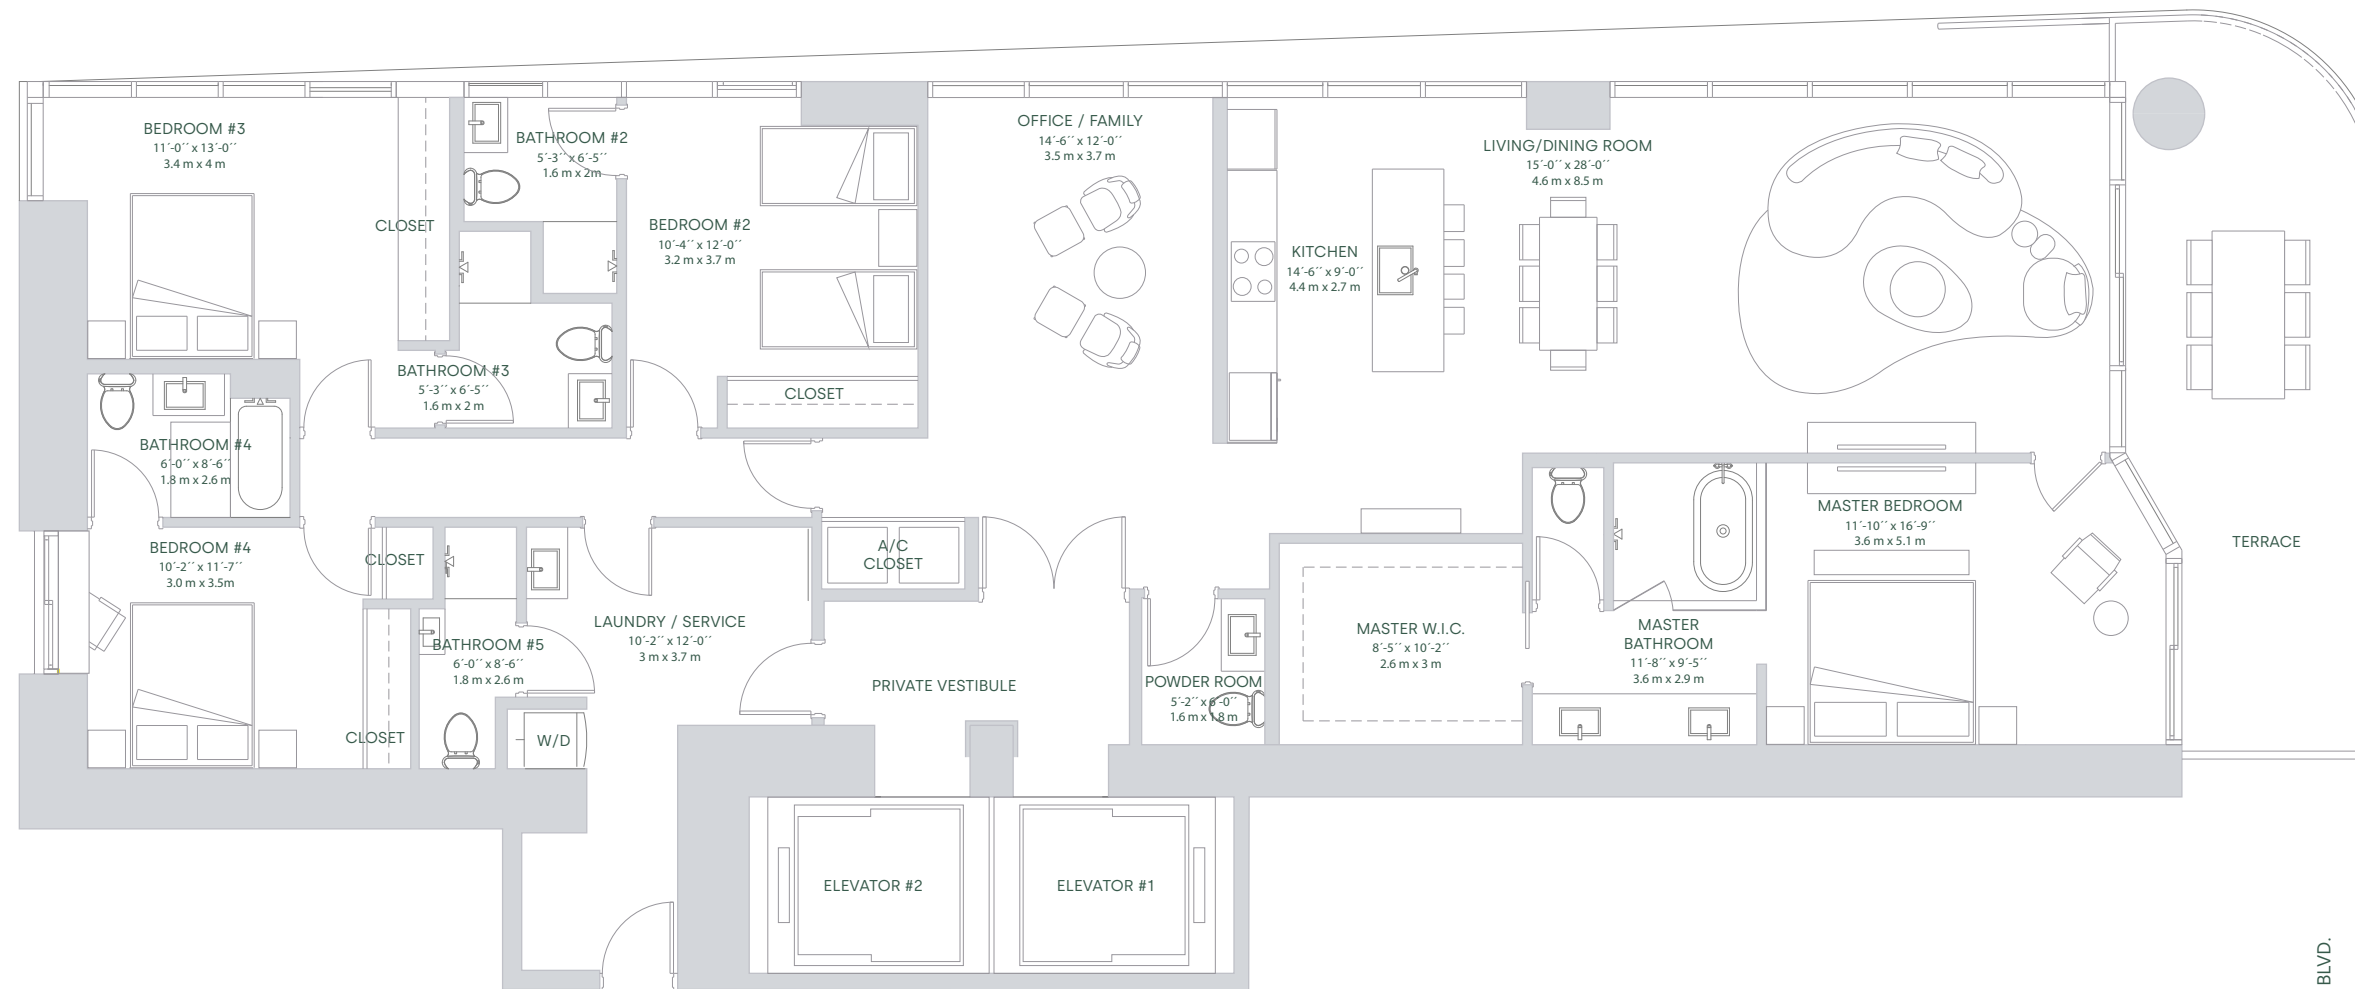 BEDROOM #3
11´-0´´ x 13´-0´´
3.4 m x 4 m
CLOSET
BATHROOM #2
5´-3´´ x 6´-5´´
1.6 m x 2m
BEDROOM #2
10´-4´´ x 12´-0´´
3.2 m x 3.7 m
CLOSET
OFFICE / FAMILY
14´-6´´ x 12´-0´´
3.5 m x 3.7 m
KITCHEN
14´-6´´ x 9´-0´´
4.4 m x 2.7 m
LIVING/DINING ROOM
15´-0´´ x 28´-0´´
4.6 m x 8.5 m
BATHROOM #3
5´-3´´ x 6´-5´´
1.6 m x 2 m
BATHROOM #4
6´-0´´ x 8´-6´´
1.8 m x 2.6 m
BEDROOM #4
10´-2´´ x 11´-7´´
3.0 m x 3.5m
CLOSET
CLOSET
BATHROOM #5
6´-0´´ x 8´-6´´
1.8 m x 2.6 m
W/D
LAUNDRY / SERVICE
10´-2´´ x 12´-0´´
3 m x 3.7 m
A/C
CLOSET
PRIVATE VESTIBULE
POWDER ROOM
5´-2´´ x 6´-0´´
1.6 m x 1.8 m
MASTER W.I.C.
8´-5´´ x 10´-2´´
2.6 m x 3 m
MASTER
BATHROOM
11´-8´´ x 9´-5´´
3.6 m x 2.9 m
MASTER BEDROOM
11´-10´´ x 16´-9´´
3.6 m x 5.1 m
TERRACE
ELEVATOR #2
ELEVATOR #1
BLVD.